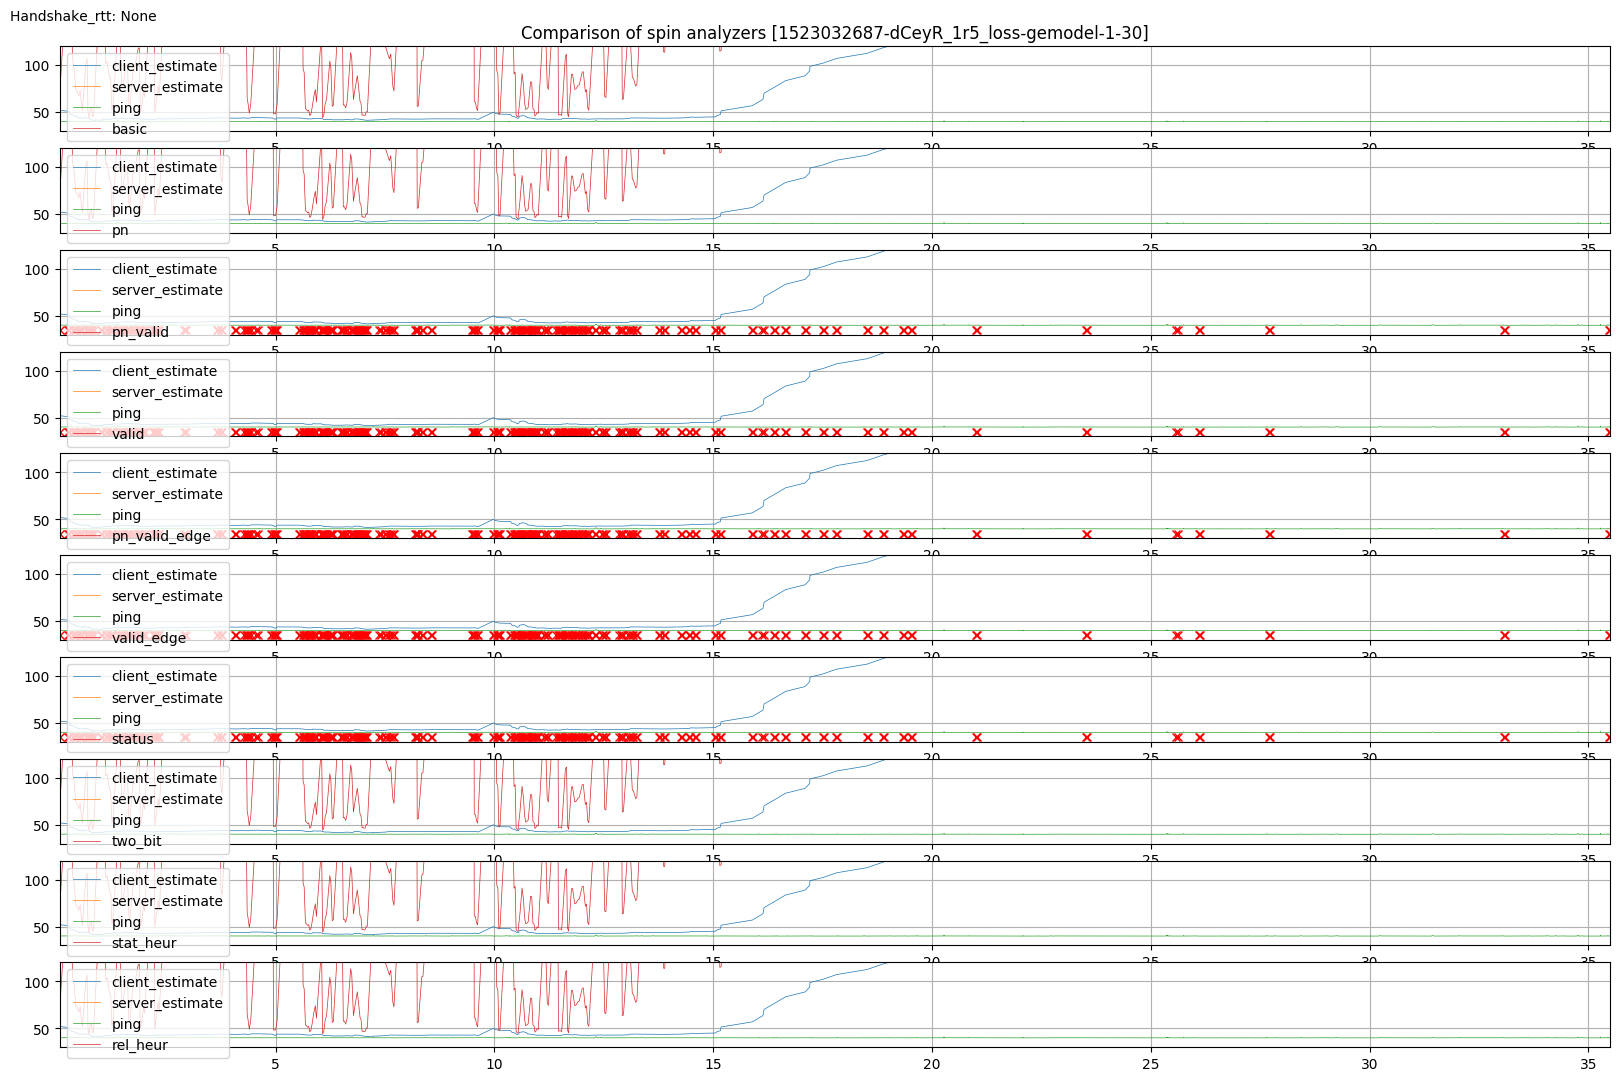 Handshake_rtt: None
Comparison of spin analyzers [1523032687-dCeyR_1r5_loss-gemodel-1-30]
100
50
client_estimate
server_estimate
ping
basic
5 10 15 20 25 30 35
100
50
client_estimate
server_estimate
ping
pn
5 10 15 20 25 30 35
100
50
client_estimate
server_estimate
ping
pn_valid
5 10 15 20 25 30 35
100
50
client_estimate
server_estimate
ping
valid
5 10 15 20 25 30 35
100
50
client_estimate
server_estimate
ping
pn_valid_edge
5 10 15 20 25 30 35
100
50
client_estimate
server_estimate
ping
valid_edge
5 10 15 20 25 30 35
100
50
client_estimate
server_estimate
ping
status
5 10 15 20 25 30 35
100
50
client_estimate
server_estimate
ping
two_bit
5 10 15 20 25 30 35
100
50
client_estimate
server_estimate
ping
stat_heur
5 10 15 20 25 30 35
100
50
client_estimate
server_estimate
ping
rel_heur
5 10 15 20 25 30 35